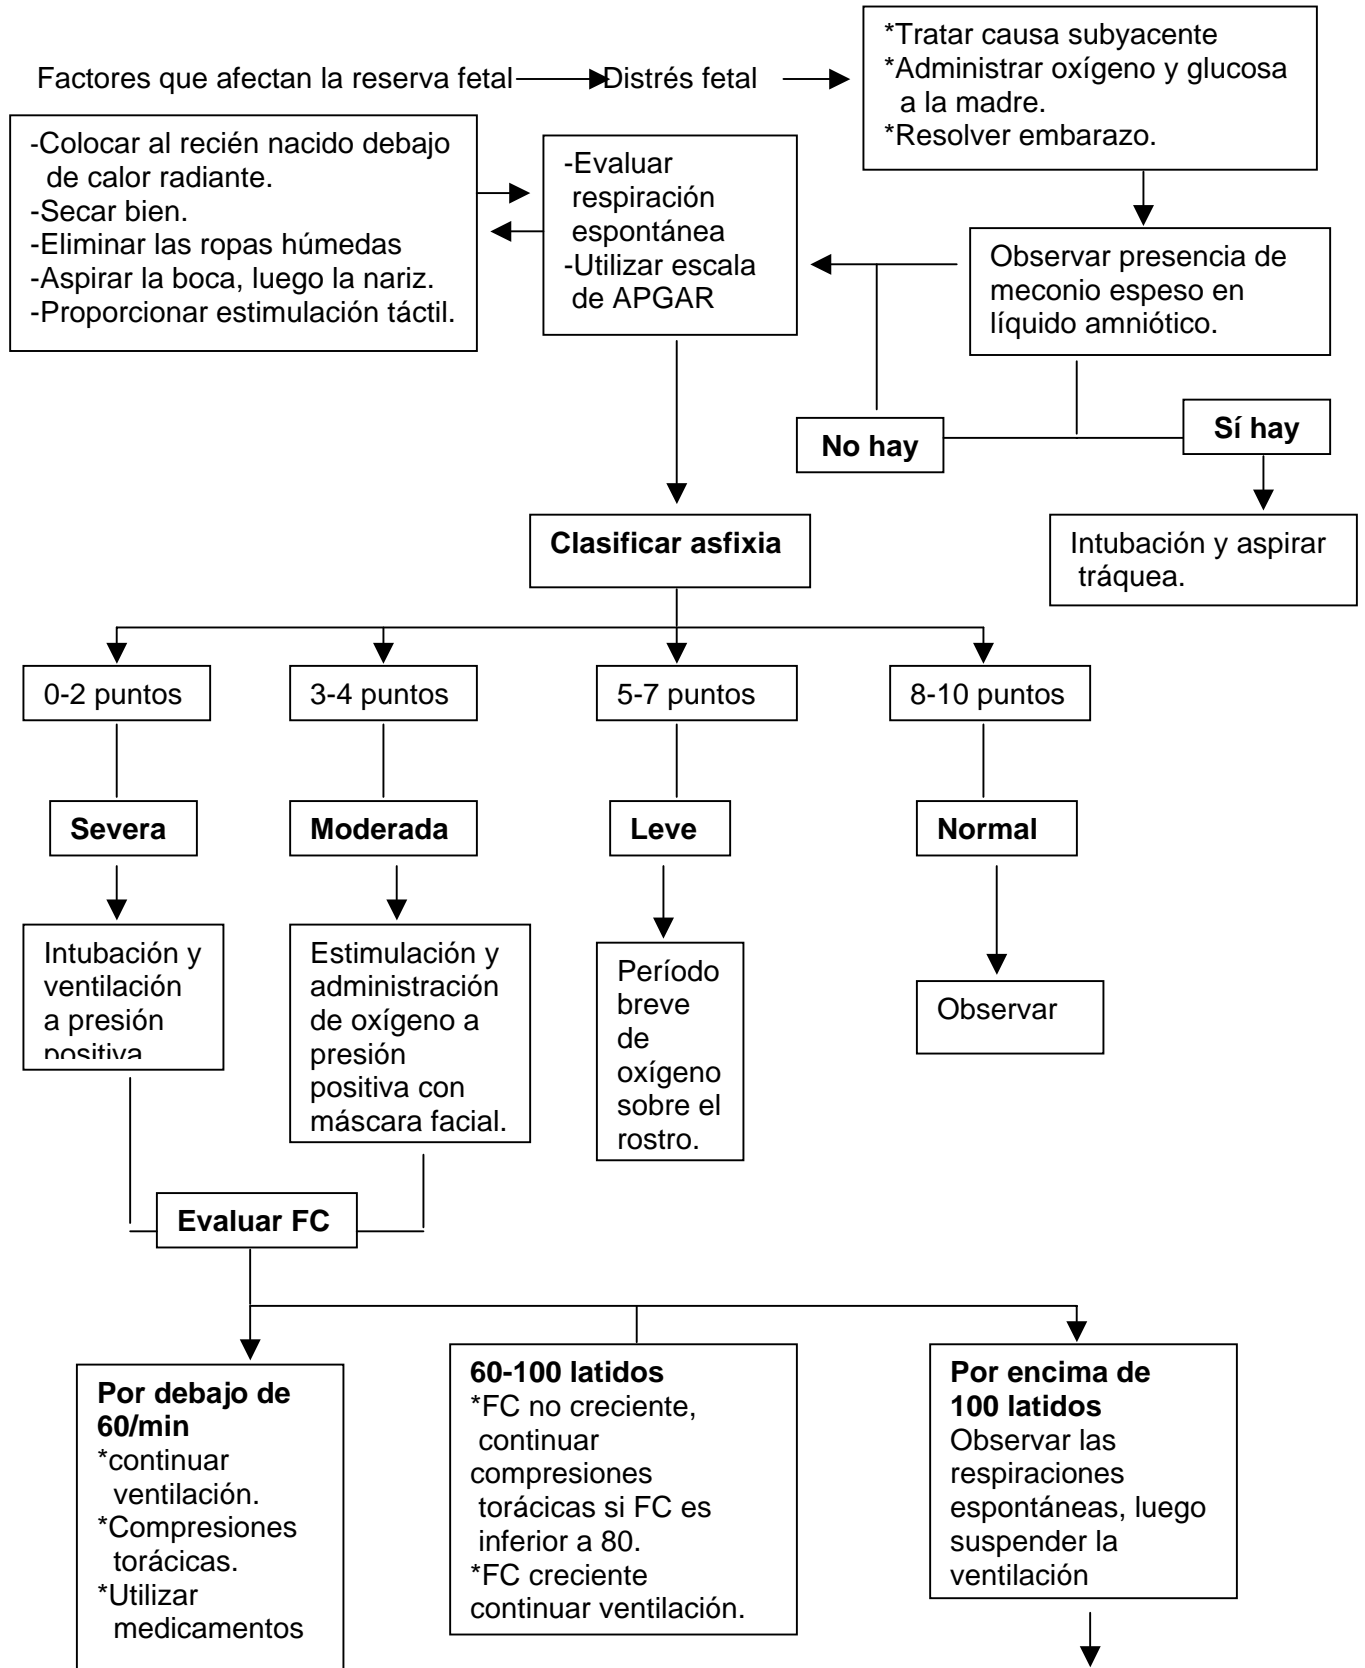 Factores que afectan la reserva fetal
Distrés fetal
*Tratar causa subyacente
*Administrar oxígeno y glucosa
a la madre.
*Resolver embarazo.
-Colocar al recién nacido debajo
de calor radiante.
-Secar bien.
-Eliminar las ropas húmedas
-Aspirar la boca, luego la nariz.
-Proporcionar estimulación táctil.
-Evaluar
respiración
espontánea
-Utilizar escala
de APGAR
Observar presencia de
meconio espeso en
líquido amniótico.
No hay
Sí hay
Intubación y aspirar
tráquea.
Clasificar asfixia
0-2 puntos
3-4 puntos
5-7 puntos
8-10 puntos
Severa
Moderada
Leve
Normal
Intubación y
ventilación
a presión
positiva
Estimulación y
administración
de oxígeno a
presión
positiva con
máscara facial.
Período
breve
de
oxígeno
sobre el
rostro.
Observar
Evaluar FC
Por debajo de
60/min
*continuar
ventilación.
*Compresiones
torácicas.
*Utilizar
medicamentos
60-100 latidos
*FC no creciente,
continuar
compresiones
torácicas si FC es
inferior a 80.
*FC creciente
continuar ventilación.
Por encima de
100 latidos
Observar las
respiraciones
espontáneas, luego
suspender la
ventilación